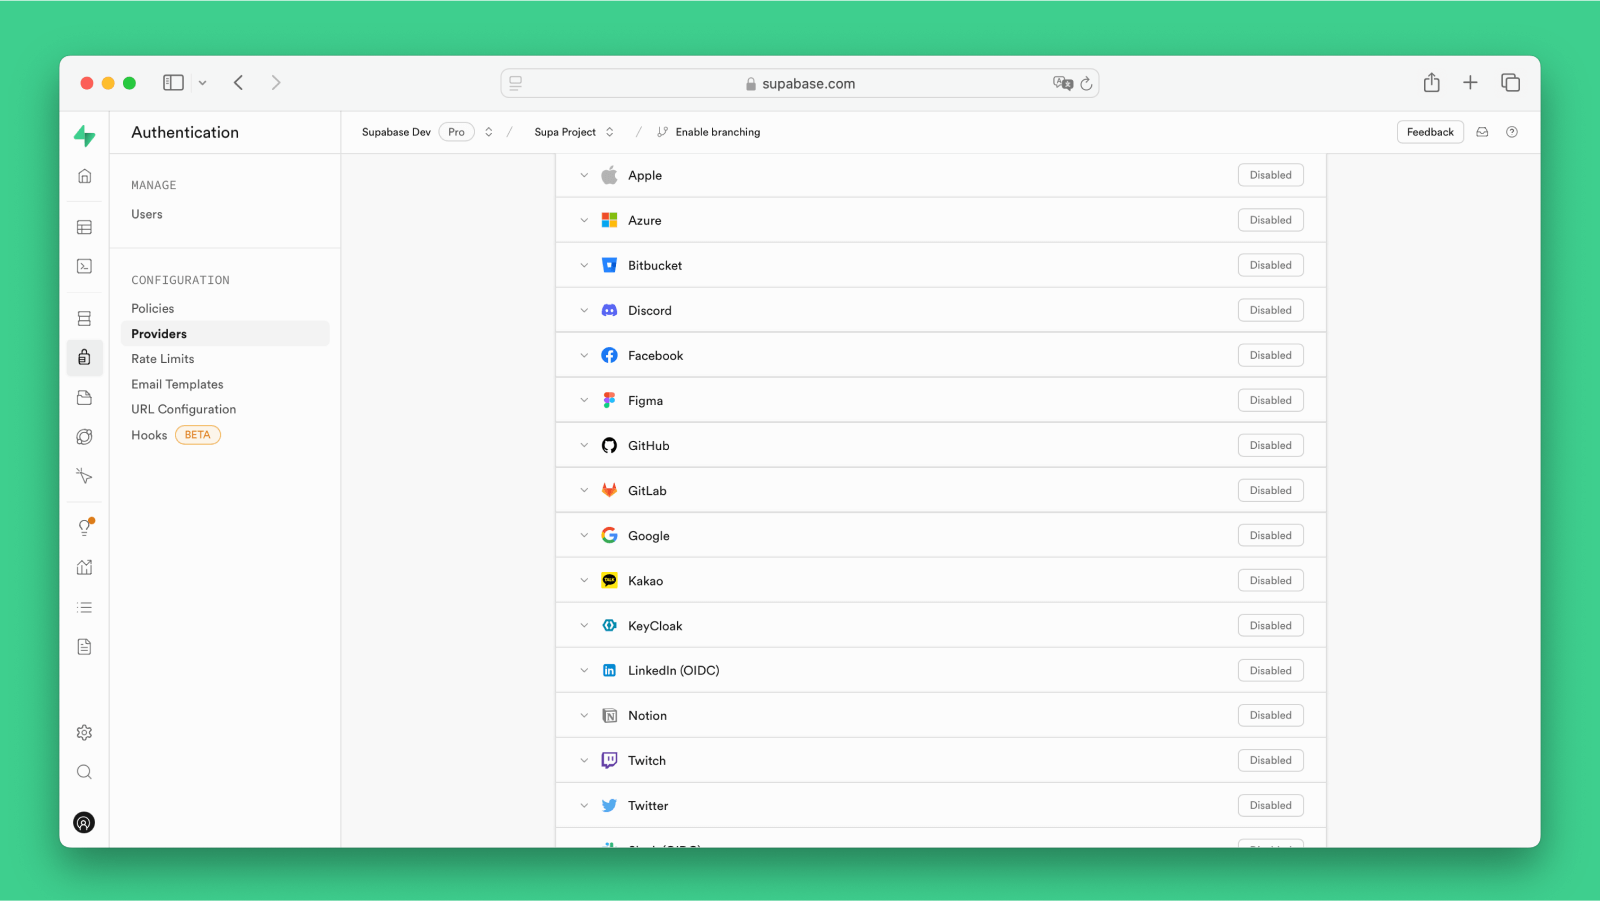 supabase.com
Authentication
Supabase Dev Pro / Supa Project / Enable branching
Feedback
MANAGE
Users
CONFIGURATION
Policies
Providers
Rate Limits
Email Templates
URL Configuration
Hooks BETA
Apple Disabled
Azure Disabled
Bitbucket Disabled
Discord Disabled
Facebook Disabled
Figma Disabled
GitHub Disabled
GitLab Disabled
Google Disabled
TALK
Kakao Disabled
KeyCloak Disabled
LinkedIn (OIDC) Disabled
Notion Disabled
Twitch Disabled
Twitter Disabled